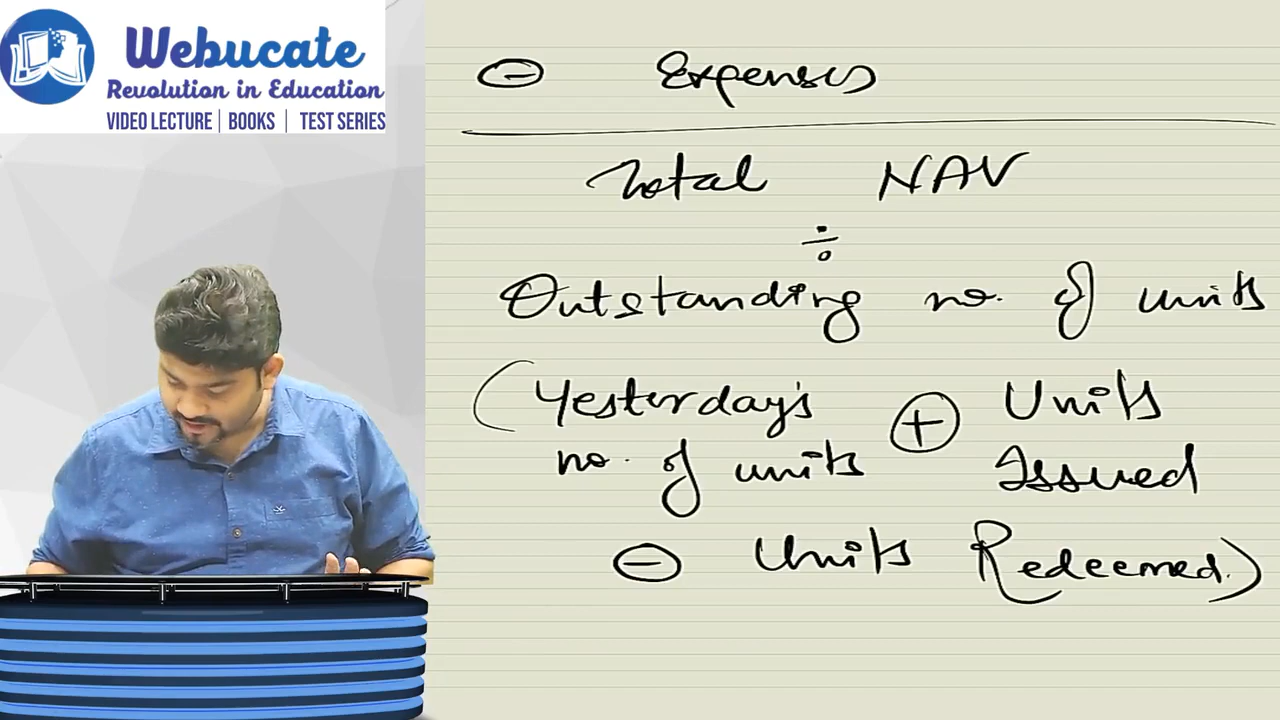 Webucate
Revolution in Education
VIDEO LECTURE | BOOKS | TEST SERIES
⊖ Expenses
Total NAV
÷
Outstanding no. of units
(Yesterday's ⊕ Units
no. of units Issued
⊖ Units Redeemed.)